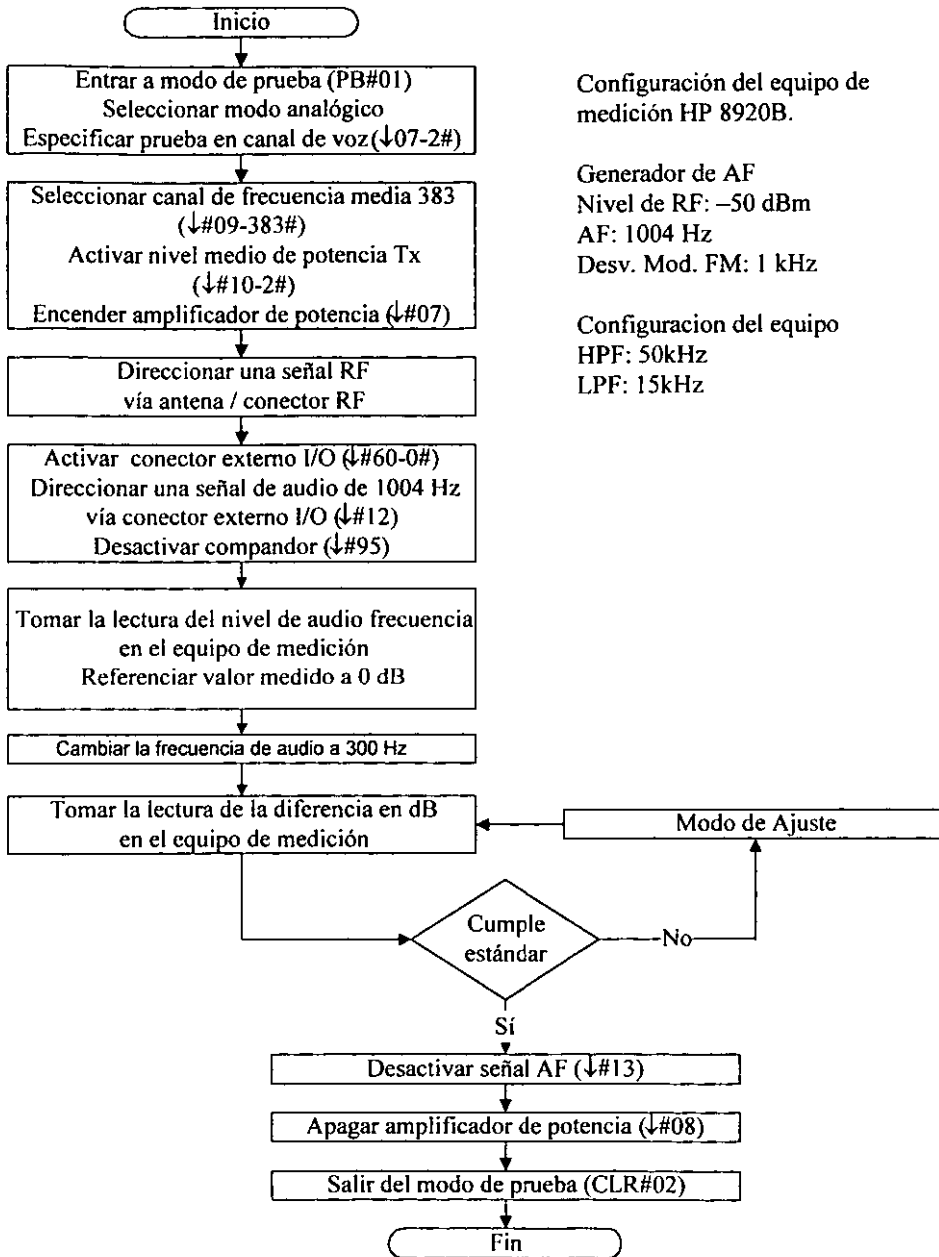 Inicio
Entrar a modo de prueba (PB#01)
Seleccionar modo analógico
Especificar prueba en canal de voz(↓07-2#)
Seleccionar canal de frecuencia media 383
(↓#09-383#)
Activar nivel medio de potencia Tx
(↓#10-2#)
Encender amplificador de potencia (↓#07)
Direccionar una señal RF
vía antena / conector RF
Activar conector externo I/O (↓#60-0#)
Direccionar una señal de audio de 1004 Hz
vía conector externo I/O (↓#12)
Desactivar compandor (↓#95)
Tomar la lectura del nivel de audio frecuencia
en el equipo de medición
Referenciar valor medido a 0 dB
Cambiar la frecuencia de audio a 300 Hz
Tomar la lectura de la diferencia en dB
en el equipo de medición
Modo de Ajuste
Cumple
estándar
No
Sí
Desactivar señal AF (↓#13)
Apagar amplificador de potencia (↓#08)
Salir del modo de prueba (CLR#02)
Fin
Configuración del equipo de
medición HP 8920B.
Generador de AF
Nivel de RF: –50 dBm
AF: 1004 Hz
Desv. Mod. FM: 1 kHz
Configuracion del equipo
HPF: 50kHz
LPF: 15kHz